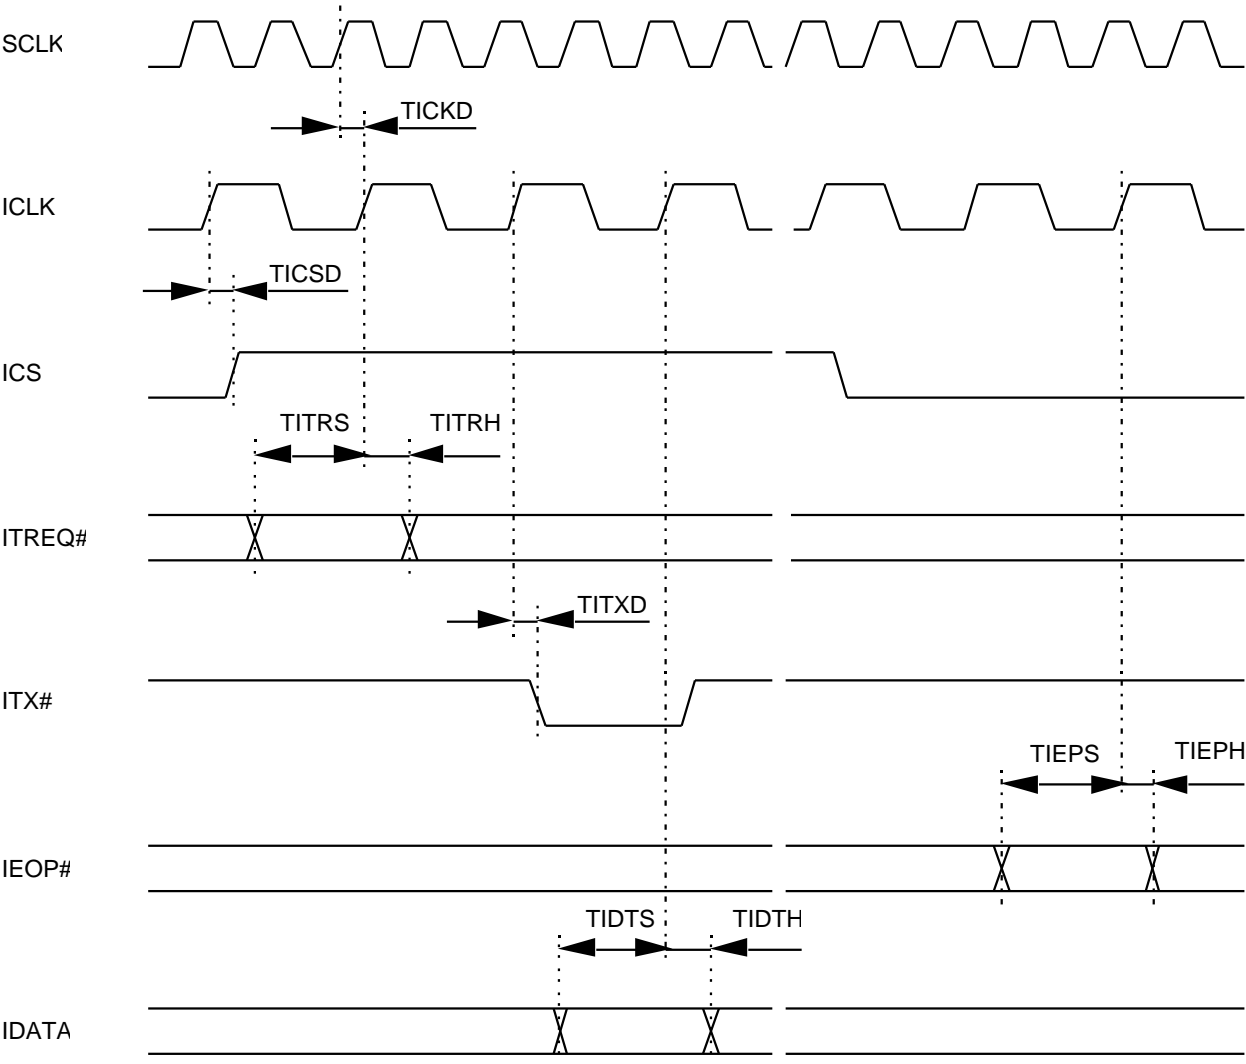 SCLK
TICKD
ICLK
TICSD
ICS
TITRS TITRH
ITREQ#
TITXD
ITX#
TIEPS TIEPH
IEOP#
TIDTS TIDTH
IDATA